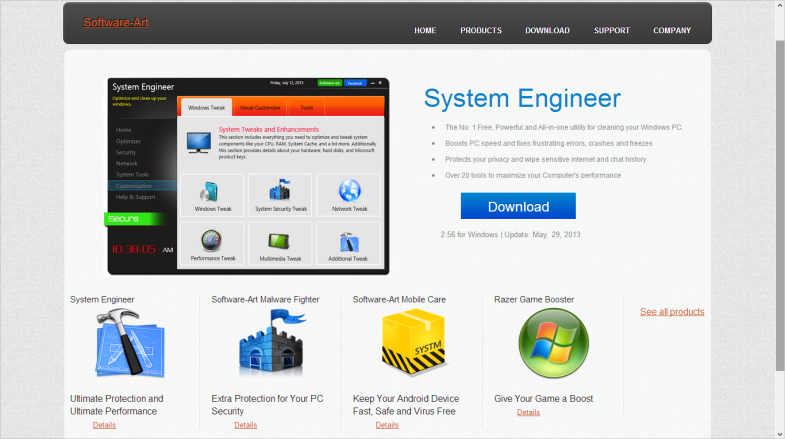 Software-Art
HOME PRODUCTS DOWNLOAD SUPPORT COMPANY
System Engineer
Optimize and clean up your
windows.
Friday, July 12, 2013
Software-art
Facebook
Windows Tweak
Visual Customizer
Tools
Home
Optimizer
Security
Network
System Tools
Customization
Help & Support
Secure
10:38:05 AM
System Tweaks and Enhancements
This section includes everything you need to optimize and tweak system
components like your CPU, RAM, System Cache, and a lot more. Additionally
this section provides details about your hardware, hard disks, and Microsoft
product keys.
Windows Tweak
System Security Tweak
Network Tweak
Performance Tweak
Multimedia Tweak
Additional Tweak
System Engineer
The No. 1 Free, Powerful and All-in-one utility for cleaning your Windows PC.
Boosts PC speed and fixes frustrating errors, crashes and freezes
Protects your privacy and wipe sensitive internet and chat history
Over 20 tools to maximize your Computer's performance
Download
2.56 for Windows | Update: May. 29, 2013
System Engineer
Ultimate Protection and
Ultimate Performance
Details
Software-Art Malware Fighter
Extra Protection for Your PC
Security
Details
Software-Art Mobile Care
SYSTM
Keep Your Android Device
Fast, Safe and Virus Free
Details
Razer Game Booster
Give Your Game a Boost
Details
See all products